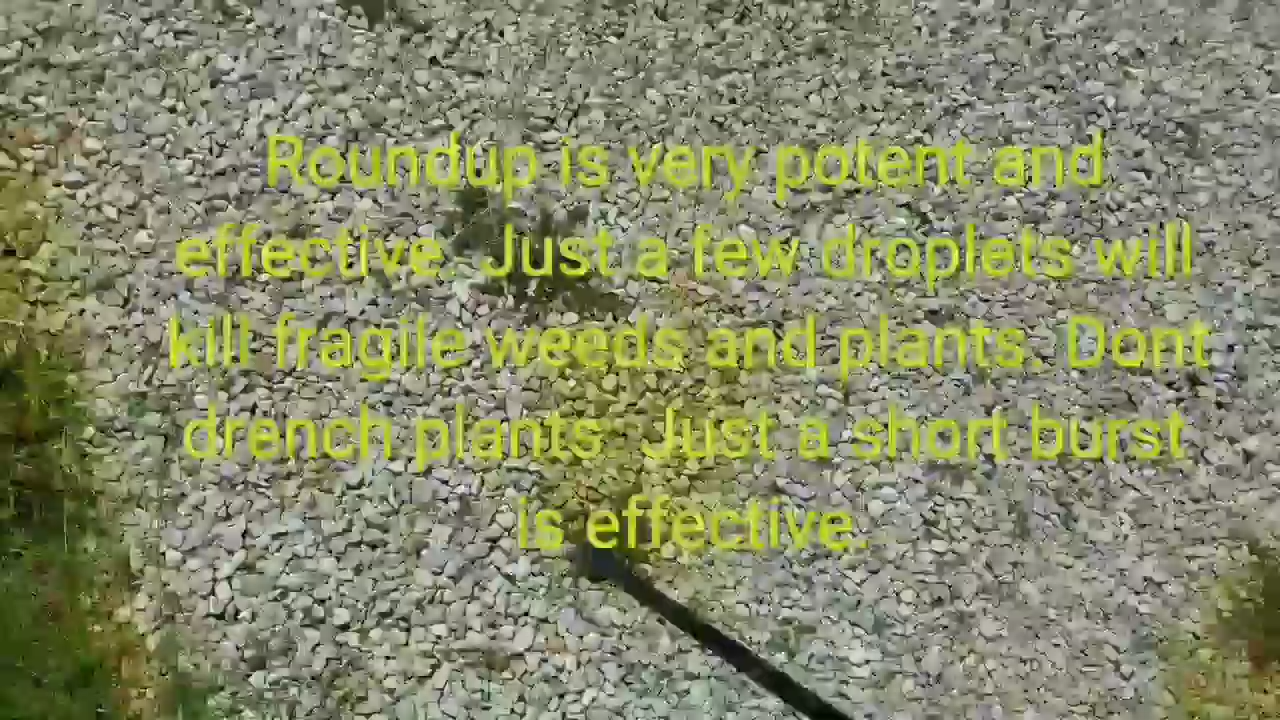 Roundup is very potent and
effective. Just a few droplets will
kill fragile weeds and plants. Dont
drench plants. Just a short burst
is effective.